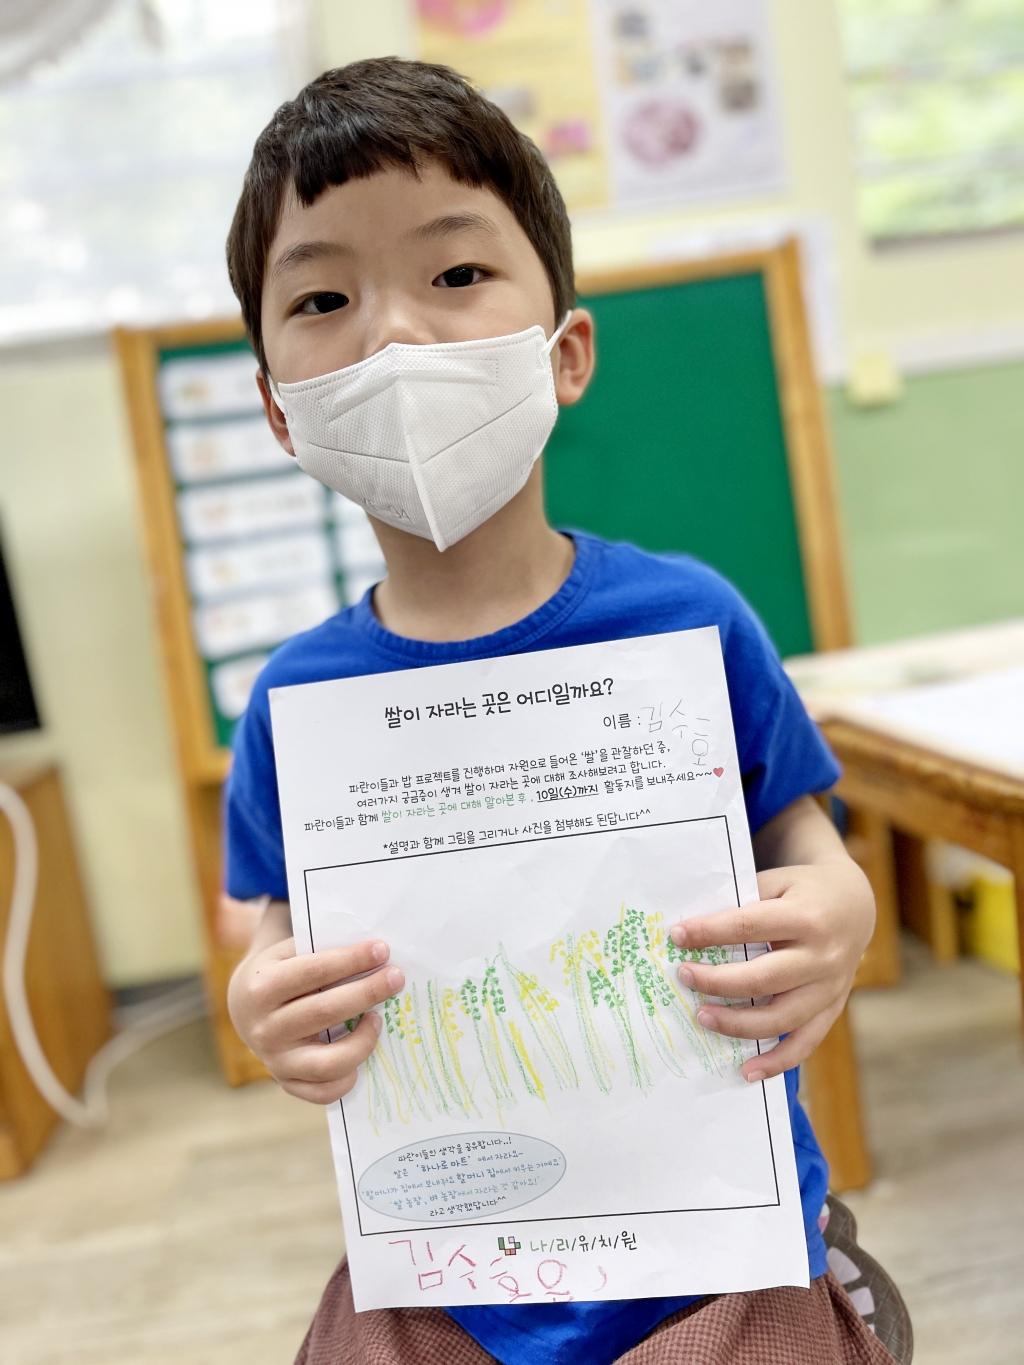 쌀이 자라는 곳은 어디일까요?
이름 : 김수호
파란이들과 밥 프로젝트를 진행하며 자원으로 들어온 '쌀'을 관찰하던 중,
여러가지 궁금증이 생겨 쌀이 자라는 곳에 대해 조사해보려고 합니다.
파란이들과 함께 쌀이 자라는 곳에 대해 알아본 후, 10일(수)까지 활동지를 보내주세요~~♥
*설명과 함께 그림을 그리거나 사진을 첨부해도 된답니다^^
파란이들의 생각을 공유합니다..!
쌀은 '하나로 마트' 에서 자라요~
'할머니가 집에서 보내주요 할머니 집에서 키우는 거예요'
'쌀 농장, 벼 농장에서 자라는 것 같아요!'
라고 생각했답니다^^
나/리/유/치/원
김수호